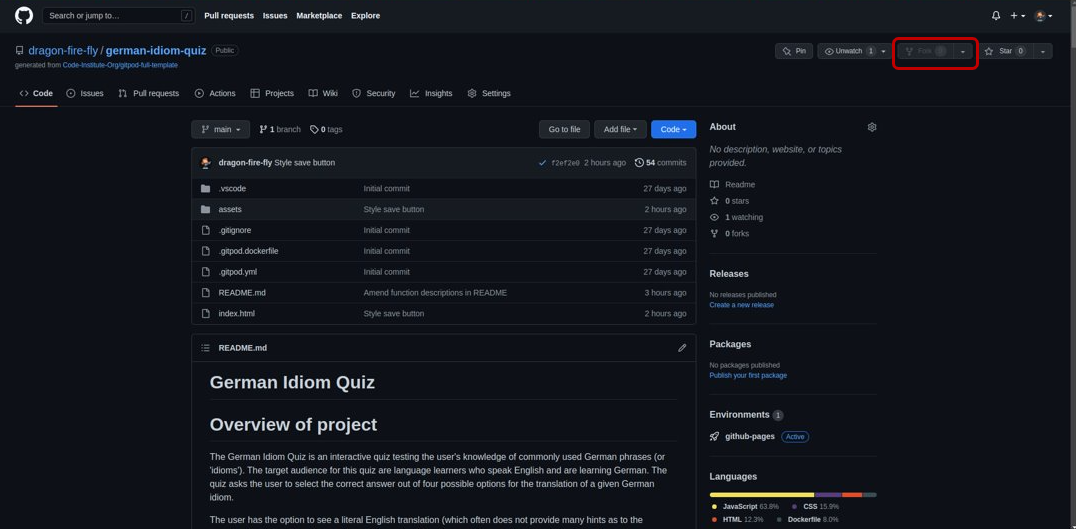 Search or jump to… /
Pull requests Issues Marketplace Explore
dragon-fire-fly / german-idiom-quiz Public
Pin Unwatch 1 Fork 0 Star 0
generated from Code-Institute-Org/gitpod-full-template
Code Issues Pull requests Actions Projects Wiki Security Insights Settings
main 1 branch 0 tags Go to file Add file Code
dragon-fire-fly Style save button f2ef2e0 2 hours ago 54 commits
.vscode Initial commit 27 days ago
assets Style save button 2 hours ago
.gitignore Initial commit 27 days ago
.gitpod.dockerfile Initial commit 27 days ago
.gitpod.yml Initial commit 27 days ago
README.md Amend function descriptions in README 3 hours ago
index.html Style save button 2 hours ago
README.md
German Idiom Quiz
Overview of project
The German Idiom Quiz is an interactive quiz testing the user's knowledge of commonly used German phrases (or
'idioms'). The target audience for this quiz are language learners who speak English and are learning German. The
quiz asks the user to select the correct answer out of four possible options for the translation of a given German
idiom.
The user has the option to see a literal English translation (which often does not provide many hints as to the
About
No description, website, or topics
provided.
Readme
0 stars
1 watching
0 forks
Releases
No releases published
Create a new release
Packages
No packages published
Publish your first package
Environments 1
github-pages Active
Languages
JavaScript 63.8% CSS 15.9%
HTML 12.3% Dockerfile 8.0%